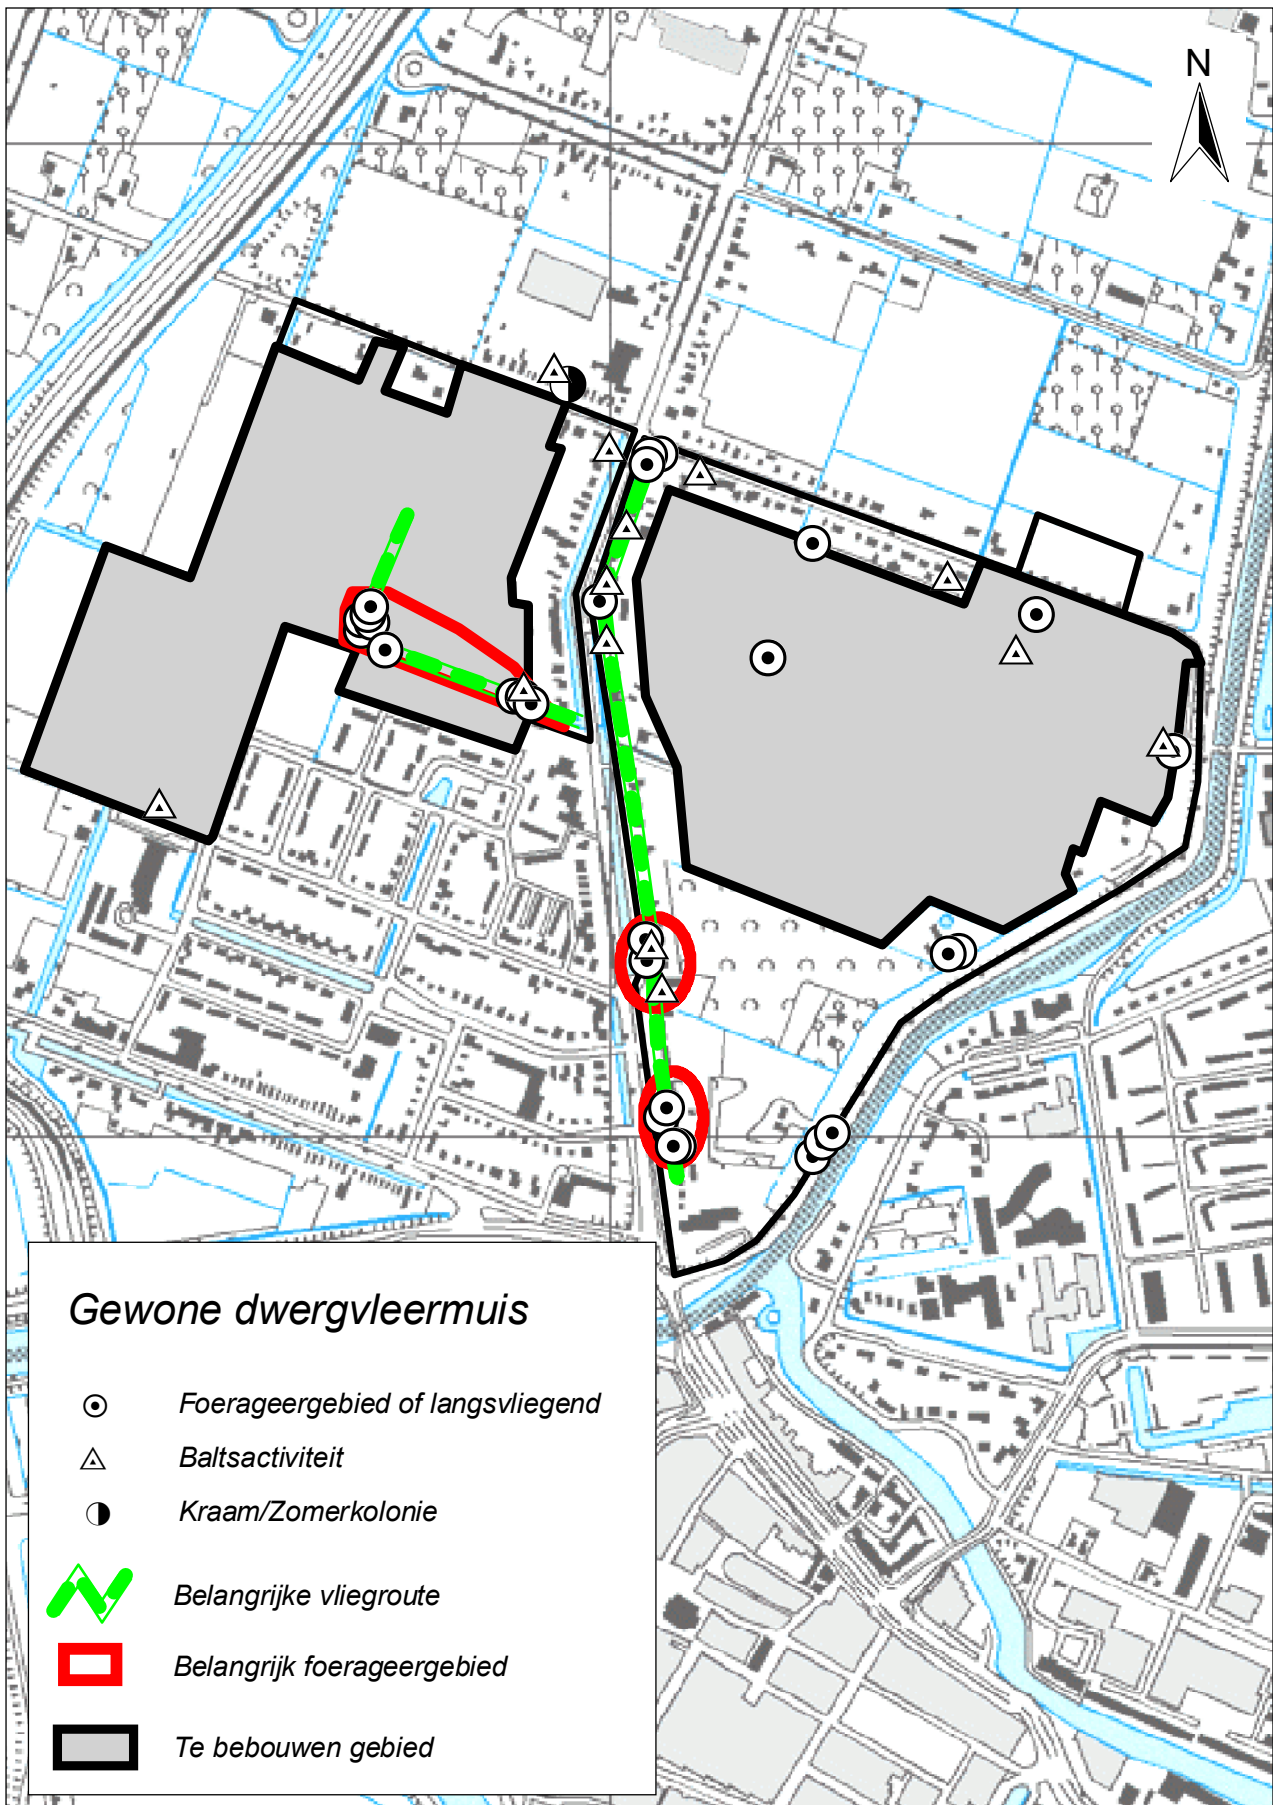 N
Gewone dwergvleermuis
Foerageergebied of langsvliegend
Baltsactiviteit
Kraam/Zomerkolonie
Belangrijke vliegroute
Belangrijk foerageergebied
Te bebouwen gebied